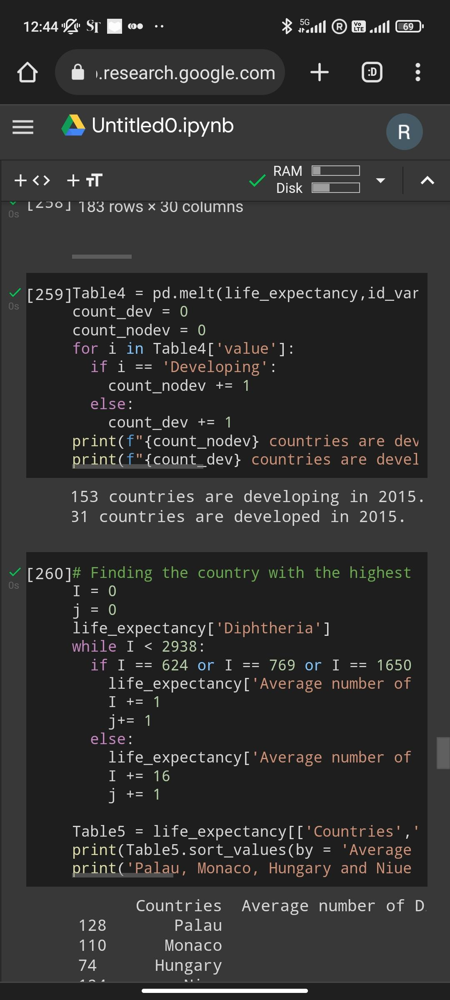 12:44 ST 5G R Vo LTE 69
.research.google.com :D
Untitled0.ipynb R
+ <> + TT RAM
Disk
[258] 183 rows × 30 columns
0s
[259] Table4 = pd.melt(life_expectancy,id_var
0s
count_dev = 0
count_nodev = 0
for i in Table4['value']:
if i == 'Developing':
count_nodev += 1
else:
count_dev += 1
print(f"{count_nodev} countries are dev
print(f"{count_dev} countries are devel
153 countries are developing in 2015.
31 countries are developed in 2015.
[260] # Finding the country with the highest
0s
I = 0
j = 0
life_expectancy['Diphtheria']
while I < 2938:
if I == 624 or I == 769 or I == 1650
life_expectancy['Average number of
I += 1
j+= 1
else:
life_expectancy['Average number of
I += 16
j += 1
Table5 = life_expectancy[['Countries','
print(Table5.sort_values(by = 'Average
print('Palau, Monaco, Hungary and Niue
Countries Average number of D
128 Palau
110 Monaco
74 Hungary